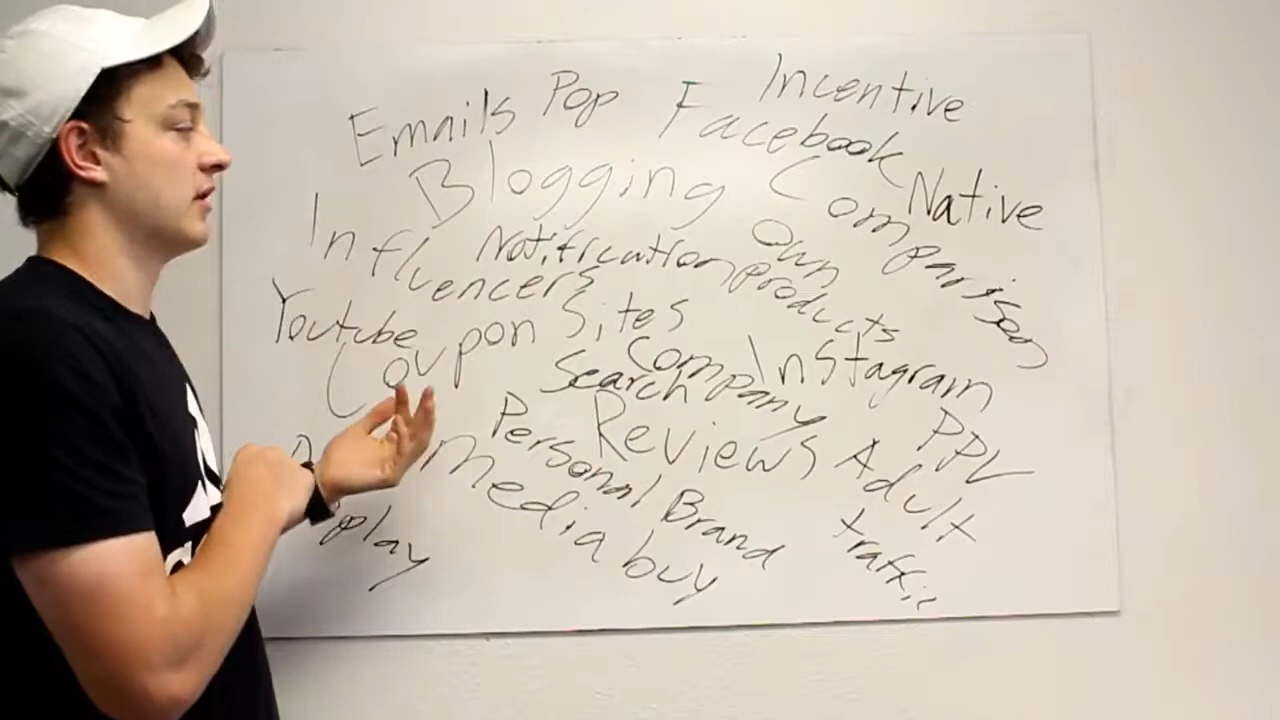 Incentive
Emails Pop Facebook
Blogging Comparison
Native
Influencers
Notification
Own
products
Youtube
Coupon Sites
Search
Company
Instagram
Personal Brand
Reviews
PPV
Adult
traffic
media buy